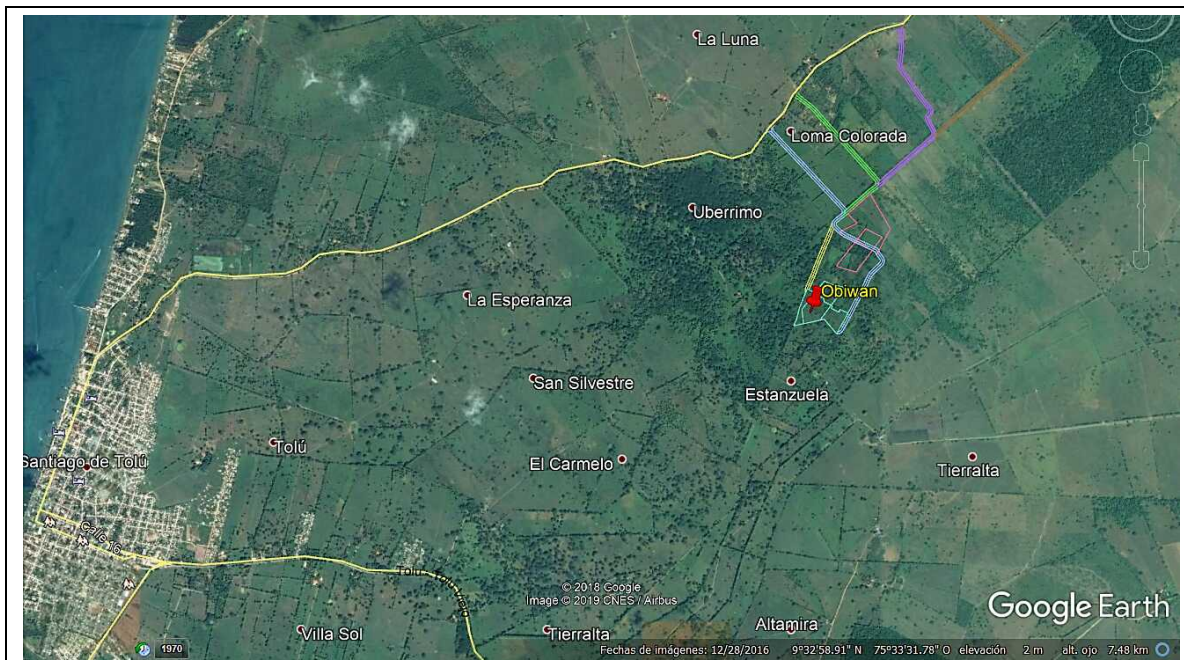 La Luna
Loma Colorada
Uberrimo
Obiwan
La Esperanza
San Silvestre
Estanzuela
Tolú
Santiago de Tolú
El Carmelo
Tierralta
Calle 16
© 2018 Google
Image © 2019 CNES / Airbus
Google Earth
Villa Sol
Tierralta
Altamira
1970
Fechas de imágenes: 12/28/2016 9°32'58.91" N 75°33'31.78" O elevación 2 m alt. ojo 7.48 km